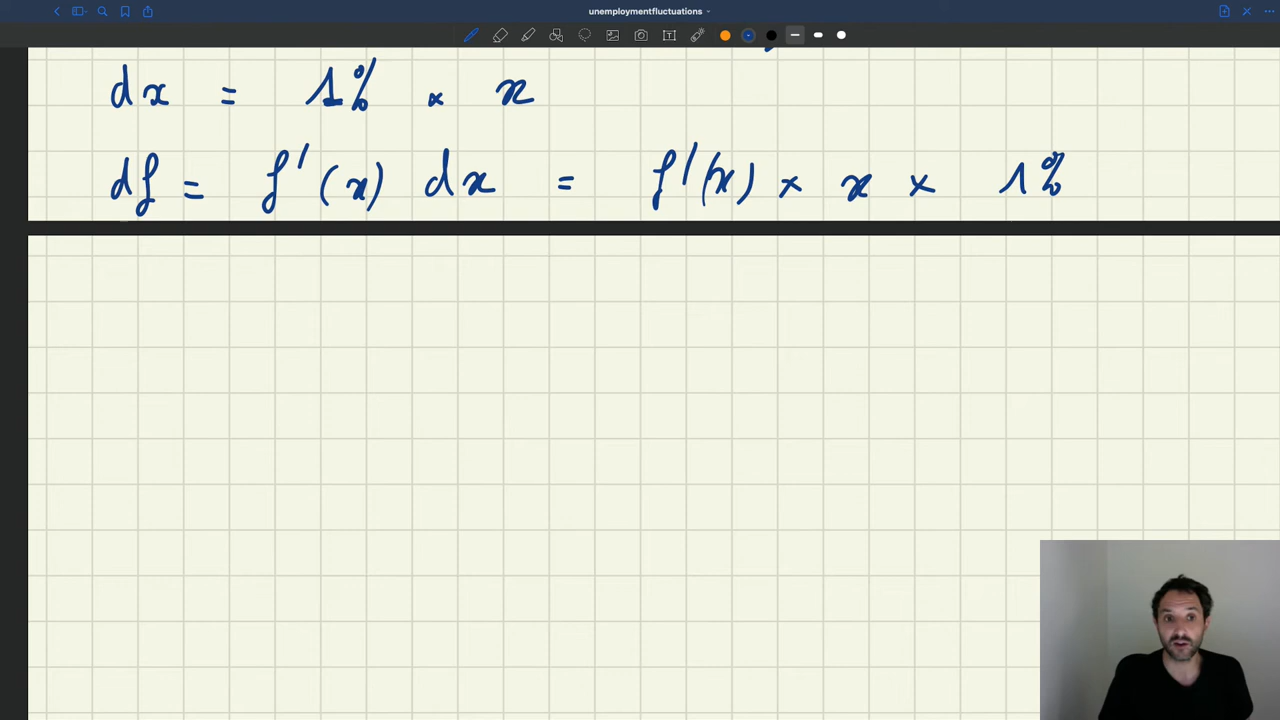 unemploymentfluctuations
dx = 1% × x
df = f'(x) dx = f'(x) × x × 1%